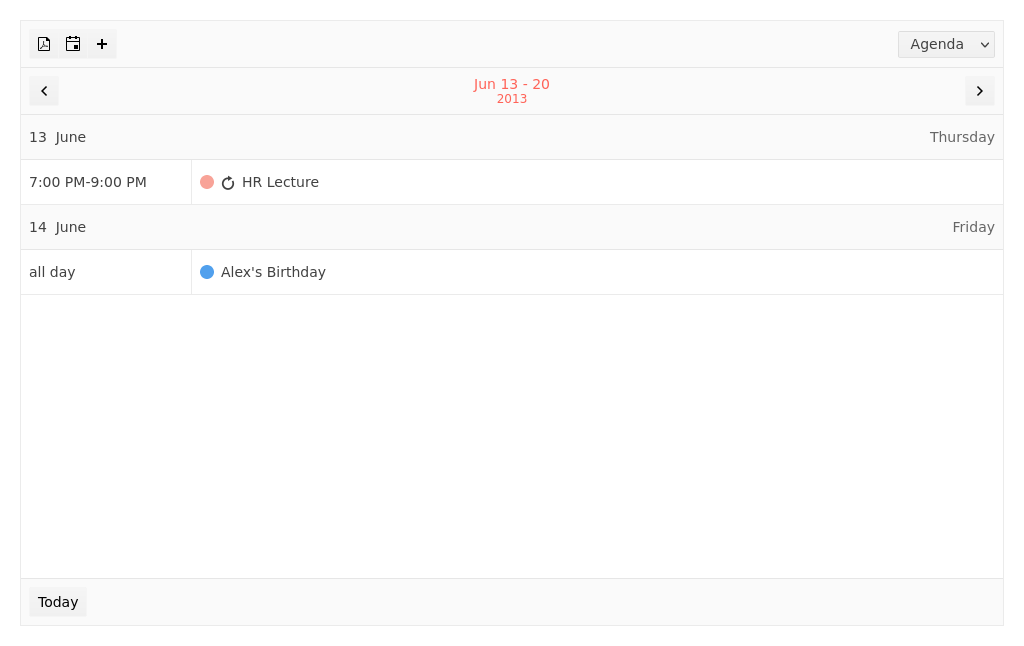 Agenda
Jun 13 - 20
2013
13 June Thursday
7:00 PM-9:00 PM HR Lecture
14 June Friday
all day Alex's Birthday
Today